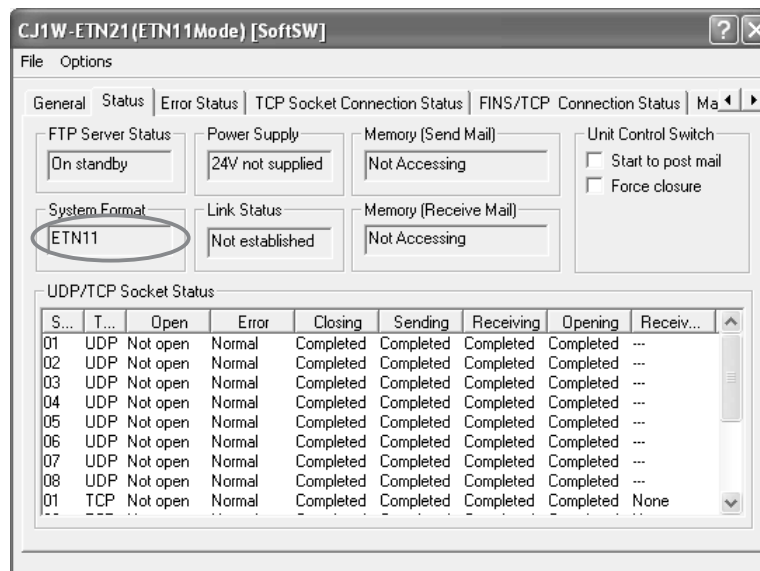 CJ1W-ETN21(ETN11Mode) [SoftSW]
File Options
General Status Error Status TCP Socket Connection Status FINS/TCP Connection Status Ma
FTP Server Status Power Supply Memory (Send Mail) Unit Control Switch
On standby 24V not supplied Not Accessing Start to post mail
Force closure
System Format Link Status Memory (Receive Mail)
ETN11 Not established Not Accessing
UDP/TCP Socket Status
S... T... Open Error Closing Sending Receiving Opening Receiv...
01 UDP Not open Normal Completed Completed Completed Completed ---
02 UDP Not open Normal Completed Completed Completed Completed ---
03 UDP Not open Normal Completed Completed Completed Completed ---
04 UDP Not open Normal Completed Completed Completed Completed ---
05 UDP Not open Normal Completed Completed Completed Completed ---
06 UDP Not open Normal Completed Completed Completed Completed ---
07 UDP Not open Normal Completed Completed Completed Completed ---
08 UDP Not open Normal Completed Completed Completed Completed ---
01 TCP Not open Normal Completed Completed Completed Completed None